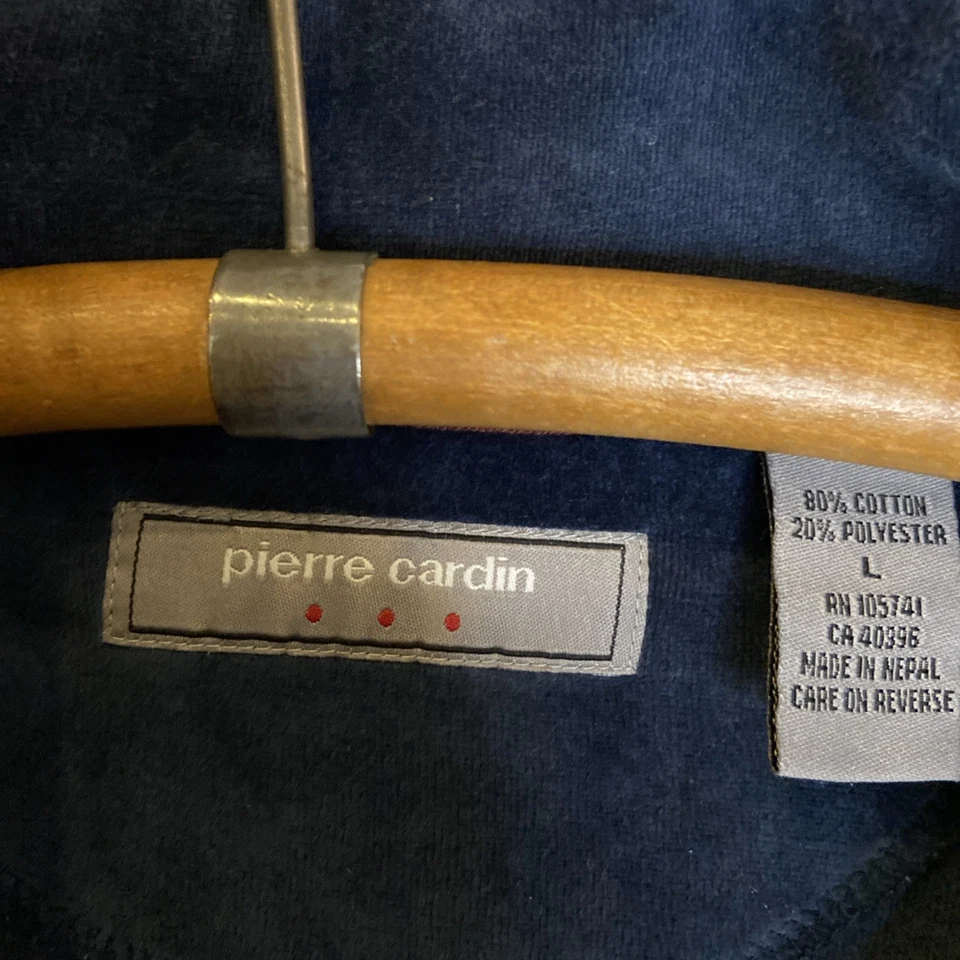 pierre cardin
80% COTTON
20% POLYESTER
L
RN 105741
CA 40396
MADE IN NEPAL
CARE ON REVERSE